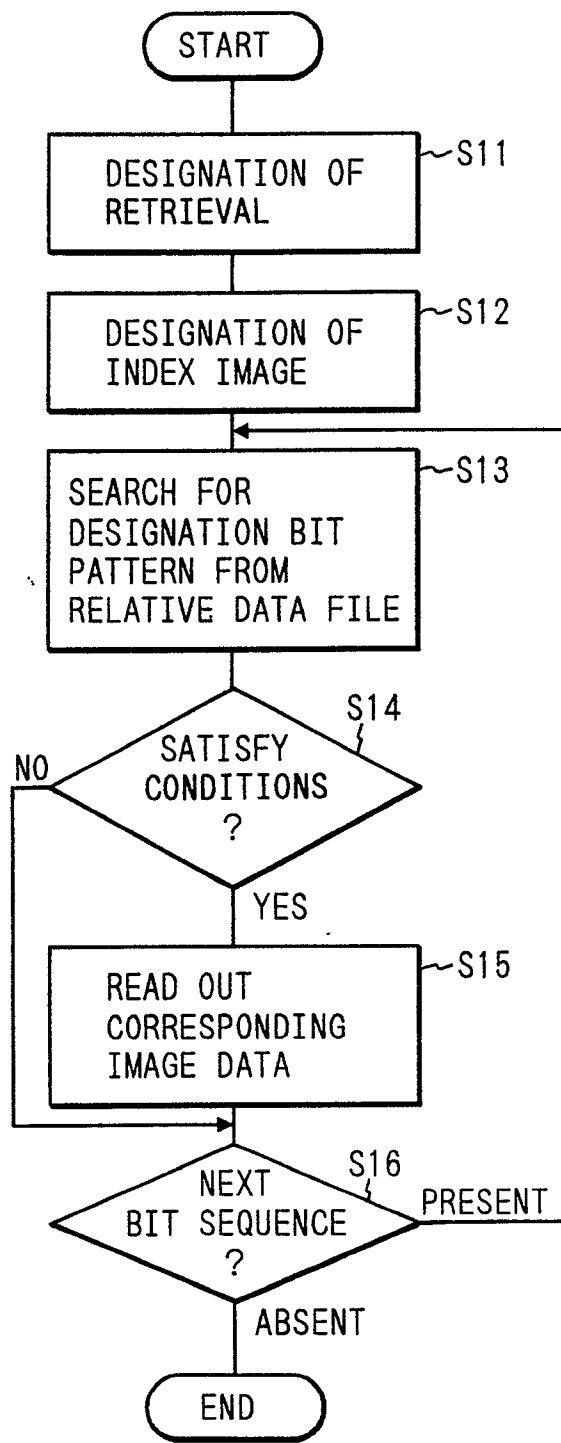 START
S11
DESIGNATION OF
RETRIEVAL
S12
DESIGNATION OF
INDEX IMAGE
S13
SEARCH FOR
DESIGNATION BIT
PATTERN FROM
RELATIVE DATA FILE
S14
SATISFY
CONDITIONS
?
NO
YES
S15
READ OUT
CORRESPONDING
IMAGE DATA
S16
NEXT
BIT SEQUENCE
?
PRESENT
ABSENT
END